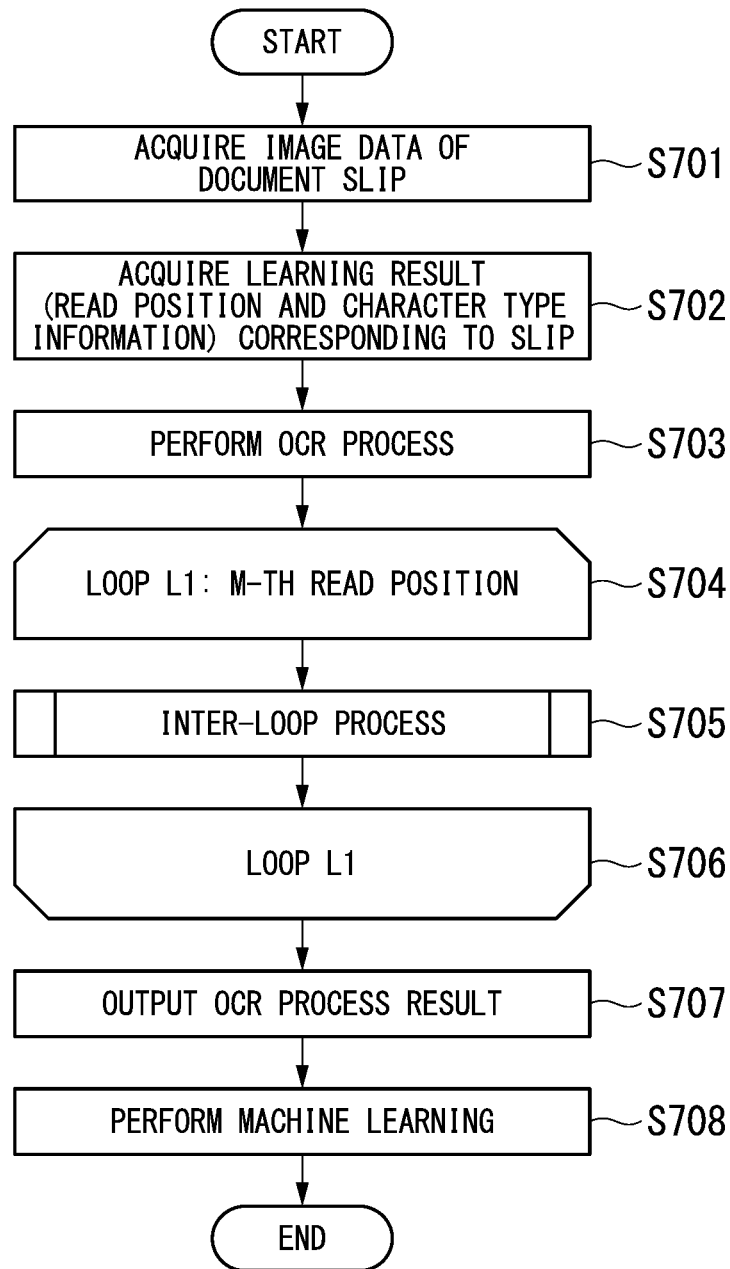 START
ACQUIRE IMAGE DATA OF
DOCUMENT SLIP
S701
ACQUIRE LEARNING RESULT
(READ POSITION AND CHARACTER TYPE
INFORMATION) CORRESPONDING TO SLIP
S702
PERFORM OCR PROCESS
S703
LOOP L1: M-TH READ POSITION
S704
INTER-LOOP PROCESS
S705
LOOP L1
S706
OUTPUT OCR PROCESS RESULT
S707
PERFORM MACHINE LEARNING
S708
END